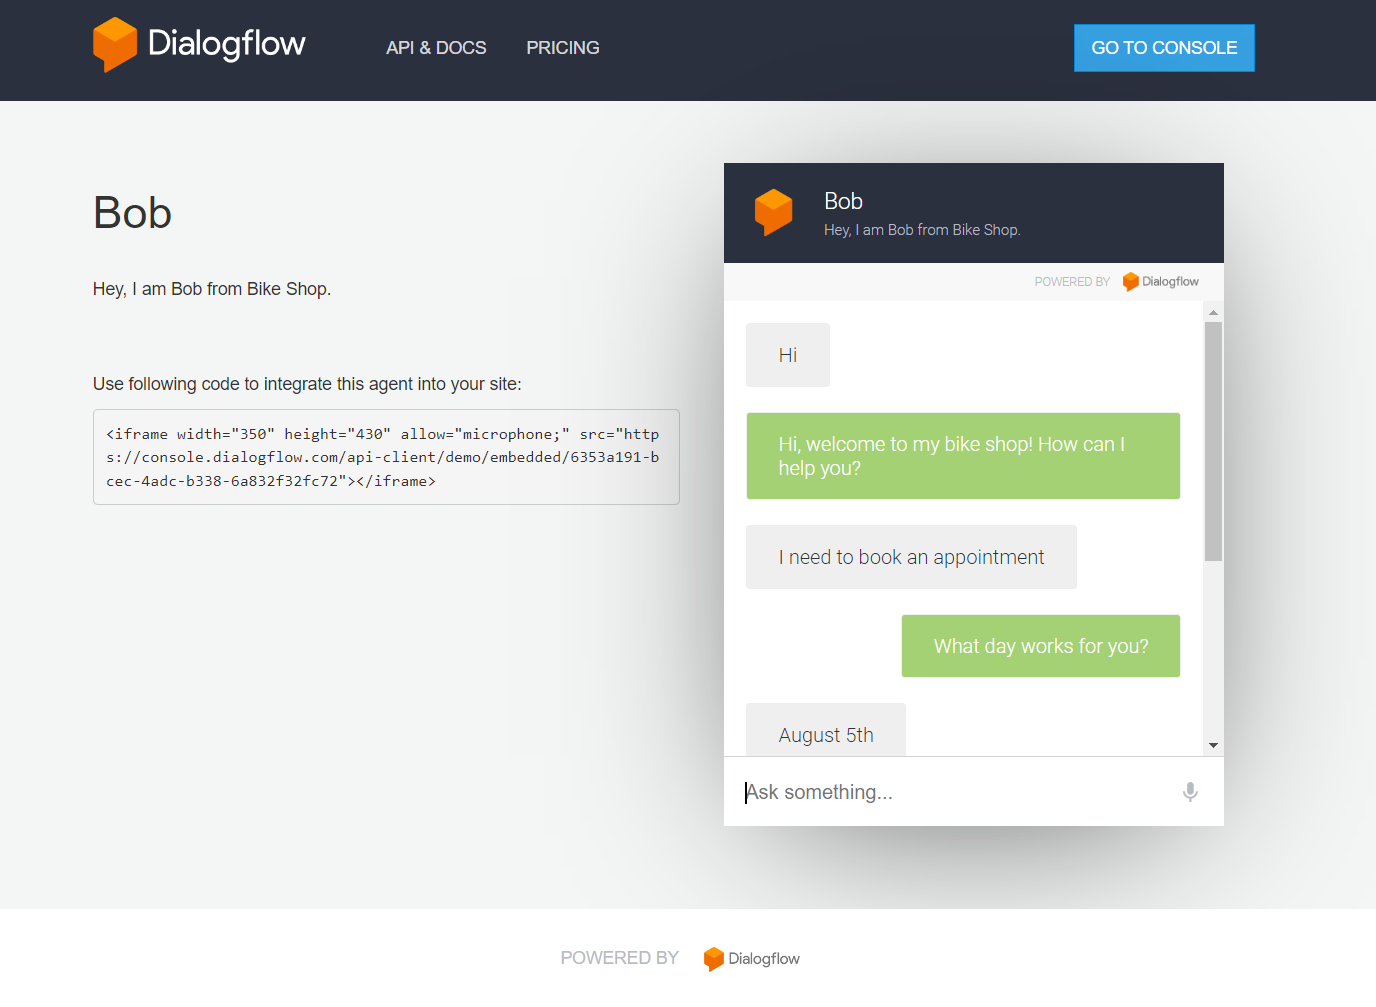 Dialogflow
API & DOCS
PRICING
GO TO CONSOLE
Bob
Hey, I am Bob from Bike Shop.
Use following code to integrate this agent into your site:
<iframe width="350" height="430" allow="microphone;" src="http
s://console.dialogflow.com/api-client/demo/embedded/6353a191-b
cec-4adc-b338-6a832f32fc72"></iframe>
Bob
Hey, I am Bob from Bike Shop.
POWERED BY Dialogflow
Hi
Hi, welcome to my bike shop! How can I
help you?
I need to book an appointment
What day works for you?
August 5th
Ask something...
POWERED BY Dialogflow